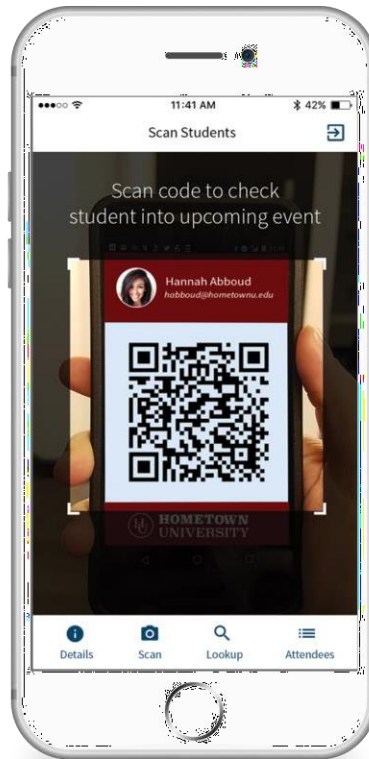 11:41 AM
42%
Scan Students
Scan code to check
student into upcoming event
Hannah Abboud
habboud@hometownu.edu
HU
HOMETOWN
UNIVERSITY
Details
Scan
Lookup
Attendees